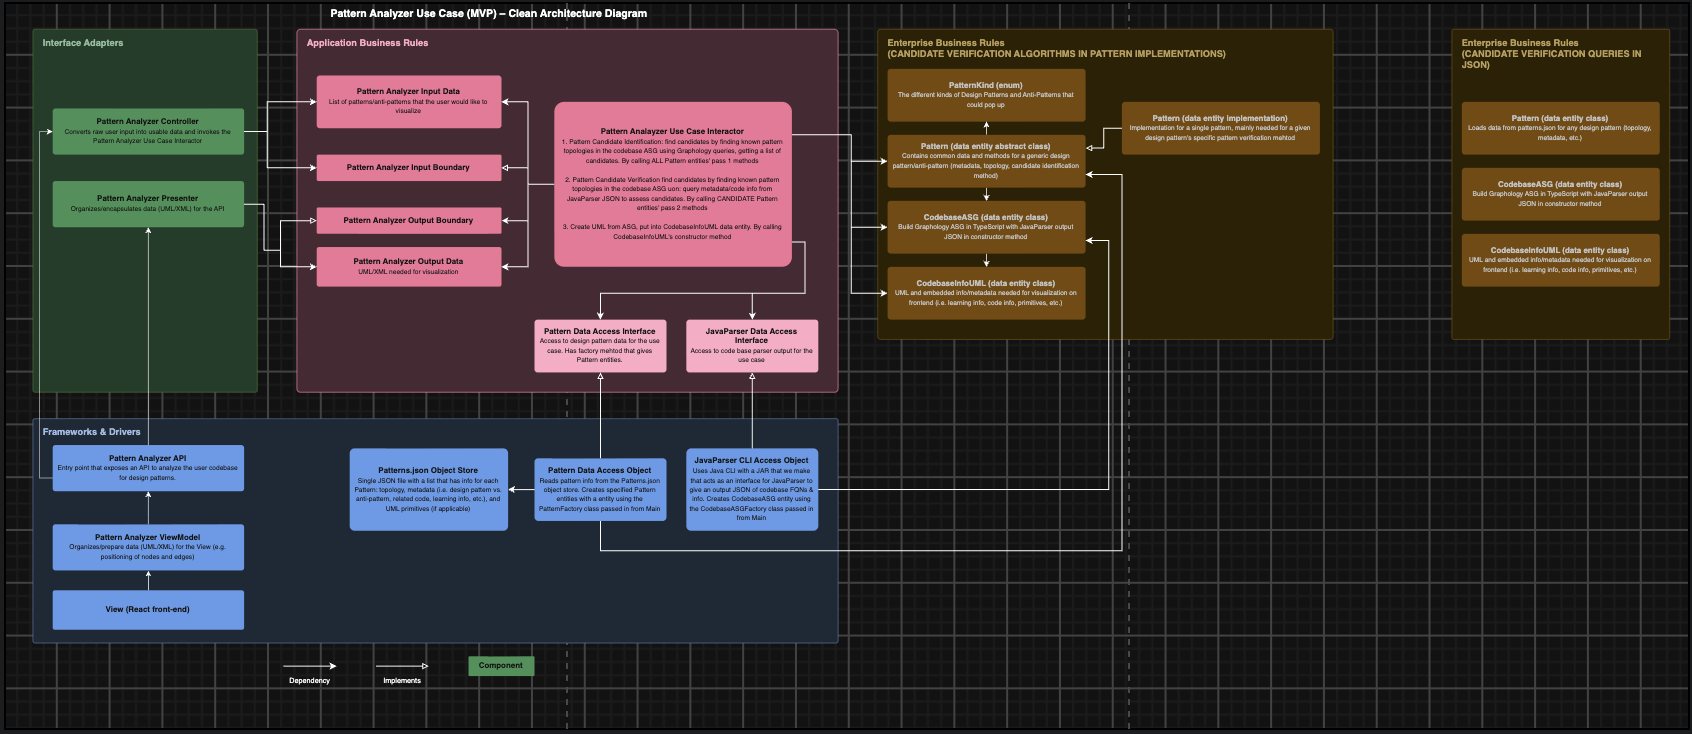 Pattern Analyzer Use Case (MVP) – Clean Architecture Diagram
Interface Adapters
Pattern Analyzer Controller
Converts raw user input into usable data and invokes the
Pattern Analyzer Use Case Interactor
Pattern Analyzer Presenter
Organizes/encapsulates data (UML/XML) for the API
Application Business Rules
Pattern Analyzer Input Data
List of patterns/anti-patterns that the user would like to
visualize
Pattern Analyzer Input Boundary
Pattern Analyzer Output Boundary
Pattern Analyzer Output Data
UML/XML needed for visualization
Pattern Analayzer Use Case Interactor
1. Pattern Candidate Identification: find candidates by finding known pattern
topologies in the codebase ASG using Graphology queries, getting a list of
candidates. By calling ALL Pattern entities' pass 1 methods
2. Pattern Candidate Verification find candidates by finding known pattern
topologies in the codebase ASG uon: query metadata/code info from
JavaParser JSON to assess candidates. By calling CANDIDATE Pattern
entities' pass 2 methods
3. Create UML from ASG, put into CodebaseInfoUML data entity. By calling
CodebaseInfoUML's constructor method
Pattern Data Access Interface
Access to design pattern data for the use
case. Has factory mehtod that gives
Pattern entities.
JavaParser Data Access
Interface
Access to code base parser output for the
use case
Enterprise Business Rules
(CANDIDATE VERIFICATION ALGORITHMS IN PATTERN IMPLEMENTATIONS)
PatternKind (enum)
The different kinds of Design Patterns and Anti-Patterns that
could pop up
Pattern (data entity abstract class)
Contains common data and methods for a generic design
pattern/anti-pattern (metadata, topology, candidate identification
method)
CodebaseASG (data entity class)
Build Graphology ASG in TypeScript with JavaParser output
JSON in constructor method
CodebaseInfoUML (data entity class)
UML and embedded info/metadata needed for visualization on
frontend (i.e. learning info, code info, primitives, etc.)
Pattern (data entity implementation)
Implementation for a single pattern, mainly needed for a given
design pattern's specific pattern verification mehtod
Enterprise Business Rules
(CANDIDATE VERIFICATION QUERIES IN
JSON)
Pattern (data entity class)
Loads data from patterns.json for any design pattern (topology,
metadata, etc.)
CodebaseASG (data entity class)
Build Graphology ASG in TypeScript with JavaParser output
JSON in constructor method
CodebaseInfoUML (data entity class)
UML and embedded info/metadata needed for visualization on
frontend (i.e. learning info, code info, primitives, etc.)
Frameworks & Drivers
Pattern Analyzer API
Entry point that exposes an API to analyze the user codebase
for design patterns.
Pattern Analyzer ViewModel
Organizes/prepare data (UML/XML) for the View (e.g.
positioning of nodes and edges)
View (React front-end)
Patterns.json Object Store
Single JSON file with a list that has info for each
Pattern: topology, metadata (i.e. design pattern vs.
anti-pattern, related code, learning info, etc.), and
UML primitives (if applicable)
Pattern Data Access Object
Reads pattern info from the Patterns.json
object store. Creates specified Pattern
entities with a entity using the
PatternFactory class passed in from Main
JavaParser CLI Access Object
Uses Java CLI with a JAR that we make
that acts as an interface for JavaParser to
give an output JSON of codebase FQNs &
info. Creates CodebaseASG entity using
the CodebaseASGFactory class passed in
from Main
Dependency
Implements
Component